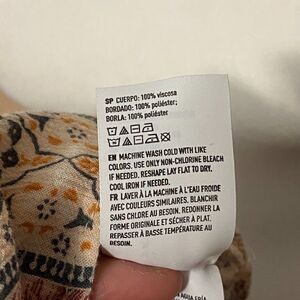 SP CUERPO: 100% viscosa
BORDADO: 100% poliéster;
BORLA: 100% poliéster
EN MACHINE WASH COLD WITH LIKE
COLORS. USE ONLY NON-CHLORINE BLEACH
IF NEEDED. RESHAPE LAY FLAT TO DRY.
COOL IRON IF NEEDED.
FR LAVER À LA MACHINE À L'EAU FROIDE
AVEC COULEURS SIMILAIRES. BLANCHIR
SANS CHLORE AU BESOIN. REDONNER LA
FORME ORIGINALE ET SÉCHER À PLAT.
REPASSER À BASSE TEMPÉRATURE AU
BESOIN.
AGUA FRÍA